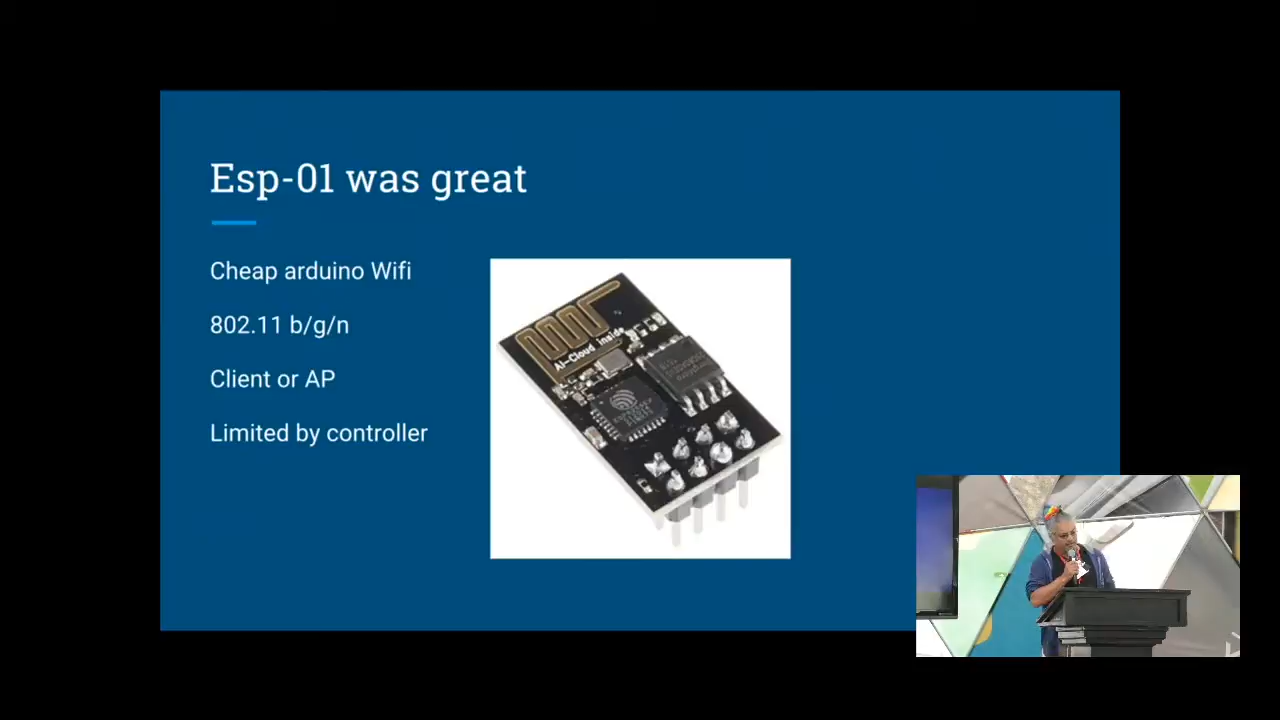 Esp-01 was great
Cheap arduino Wifi
802.11 b/g/n
Client or AP
Limited by controller
AI-Cloud inside